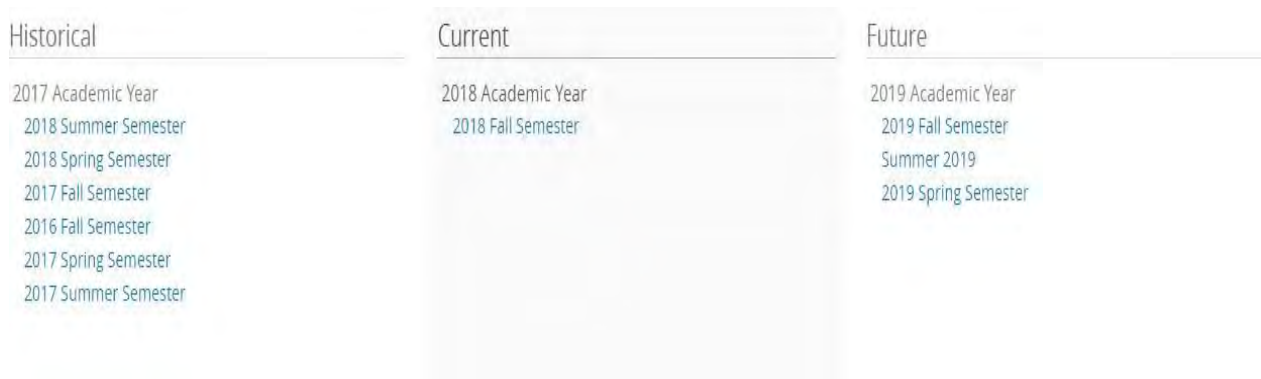 Historical
2017 Academic Year
2018 Summer Semester
2018 Spring Semester
2017 Fall Semester
2016 Fall Semester
2017 Spring Semester
2017 Summer Semester
Current
2018 Academic Year
2018 Fall Semester
Future
2019 Academic Year
2019 Fall Semester
Summer 2019
2019 Spring Semester